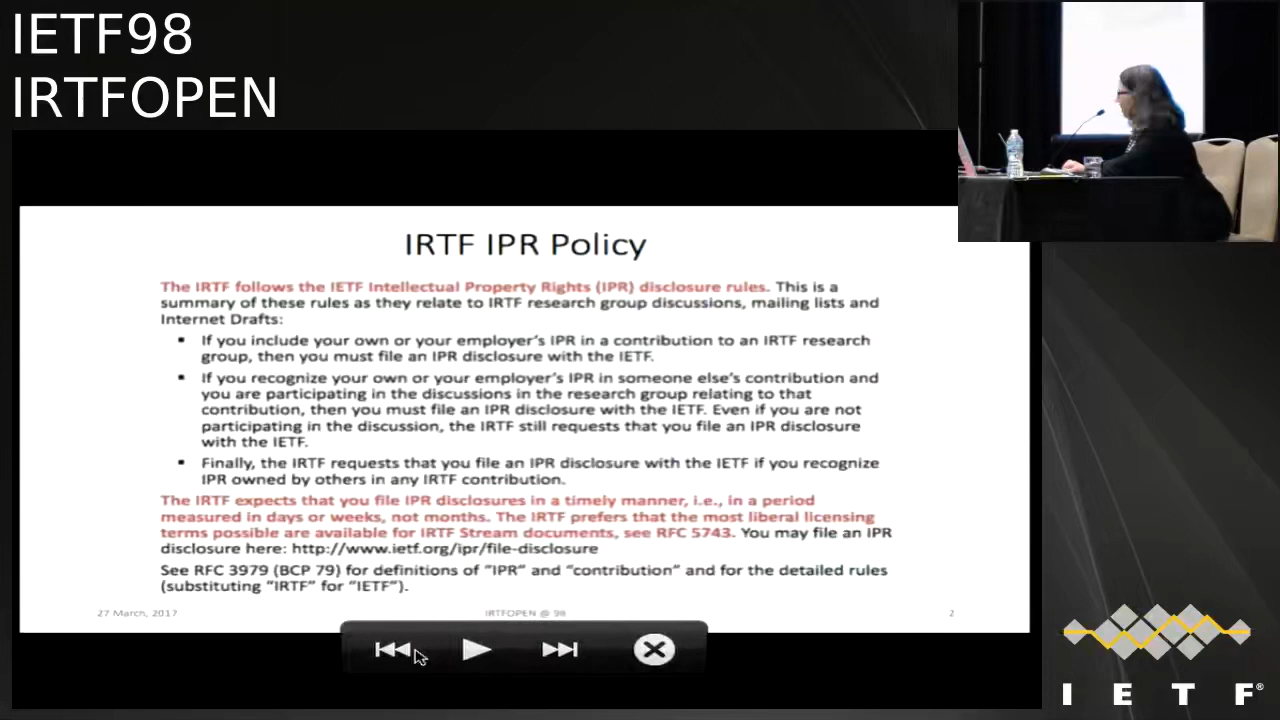 IETF98
IRTFOPEN
IRTF IPR Policy
The IRTF follows the IETF Intellectual Property Rights (IPR) disclosure rules. This is a
summary of these rules as they relate to IRTF research group discussions, mailing lists and
Internet Drafts:
▪ If you include your own or your employer's IPR in a contribution to an IRTF research
group, then you must file an IPR disclosure with the IETF.
▪ If you recognize your own or your employer's IPR in someone else's contribution and
you are participating in the discussions in the research group relating to that
contribution, then you must file an IPR disclosure with the IETF. Even if you are not
participating in the discussion, the IRTF still requests that you file an IPR disclosure
with the IETF.
▪ Finally, the IRTF requests that you file an IPR disclosure with the IETF if you recognize
IPR owned by others in any IRTF contribution.
The IRTF expects that you file IPR disclosures in a timely manner, i.e., in a period
measured in days or weeks, not months. The IRTF prefers that the most liberal licensing
terms possible are available for IRTF Stream documents, see RFC 5743. You may file an IPR
disclosure here: http://www.ietf.org/ipr/file-disclosure
See RFC 3979 (BCP 79) for definitions of "IPR" and "contribution" and for the detailed rules
(substituting "IRTF" for "IETF").
27 March, 2017
IRTFOPEN @ 98
2
I E T F®